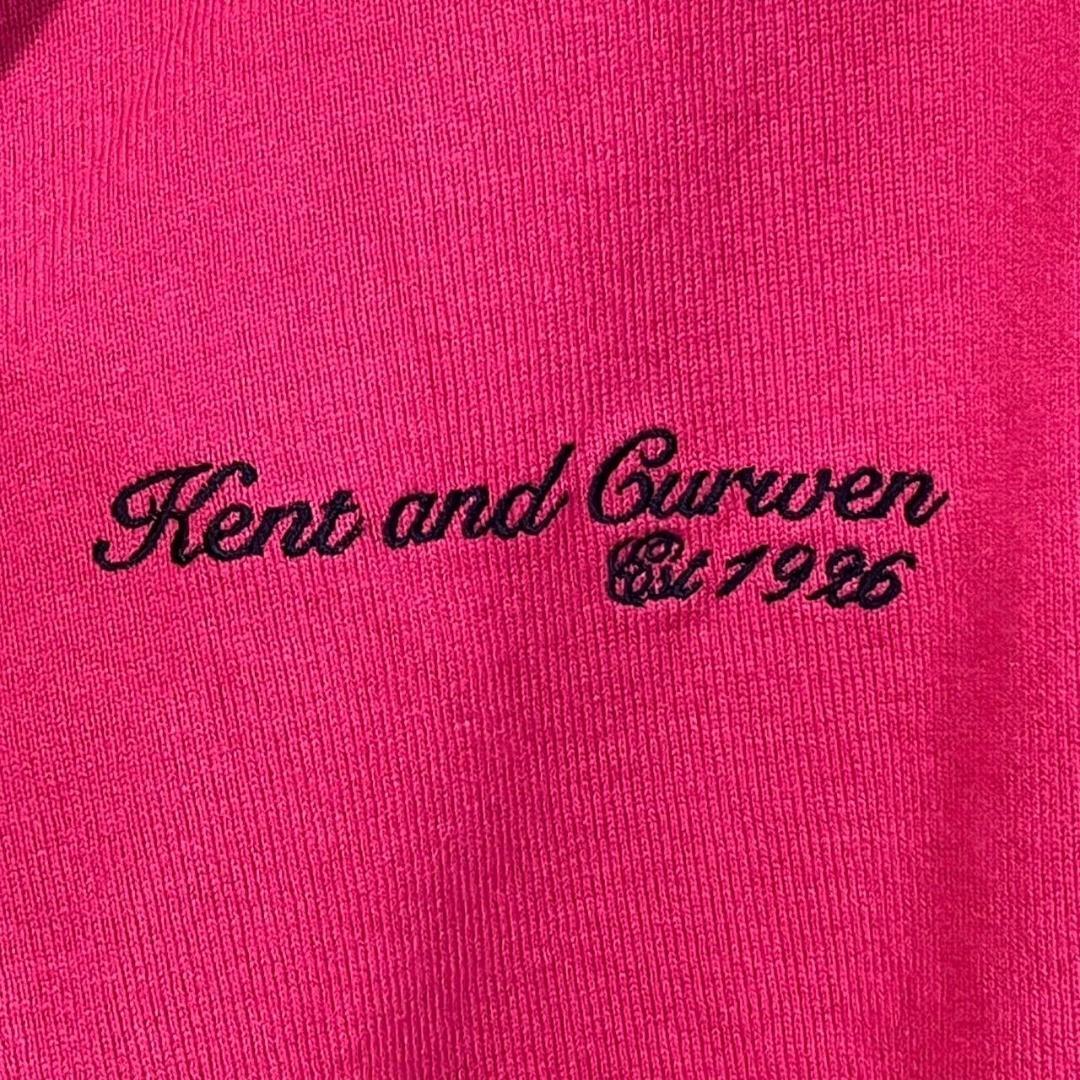 Kent and Curwen
Est 1926